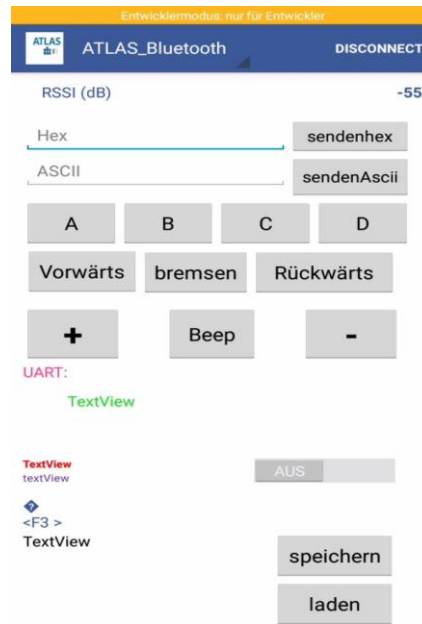 Entwicklermodus: nur für Entwickler
ATLAS
ATLAS_Bluetooth DISCONNECT
RSSI (dB) -55
Hex sendenhex
ASCII sendenAscii
A B C D
Vorwärts bremsen Rückwärts
+ Beep -
UART:
TextView
TextView
AUS
textView
�
<F3 >
TextView
speichern
laden